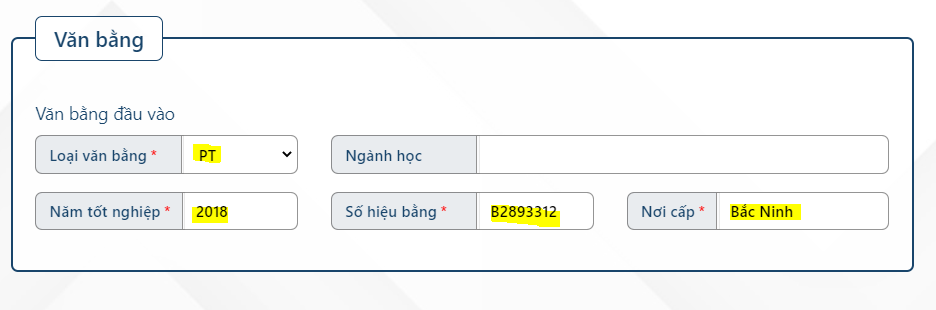 Văn bằng
Văn bằng đầu vào
Loại văn bằng * PT Ngành học
Năm tốt nghiệp * 2018 Số hiệu bằng * B2893312 Nơi cấp * Bắc Ninh